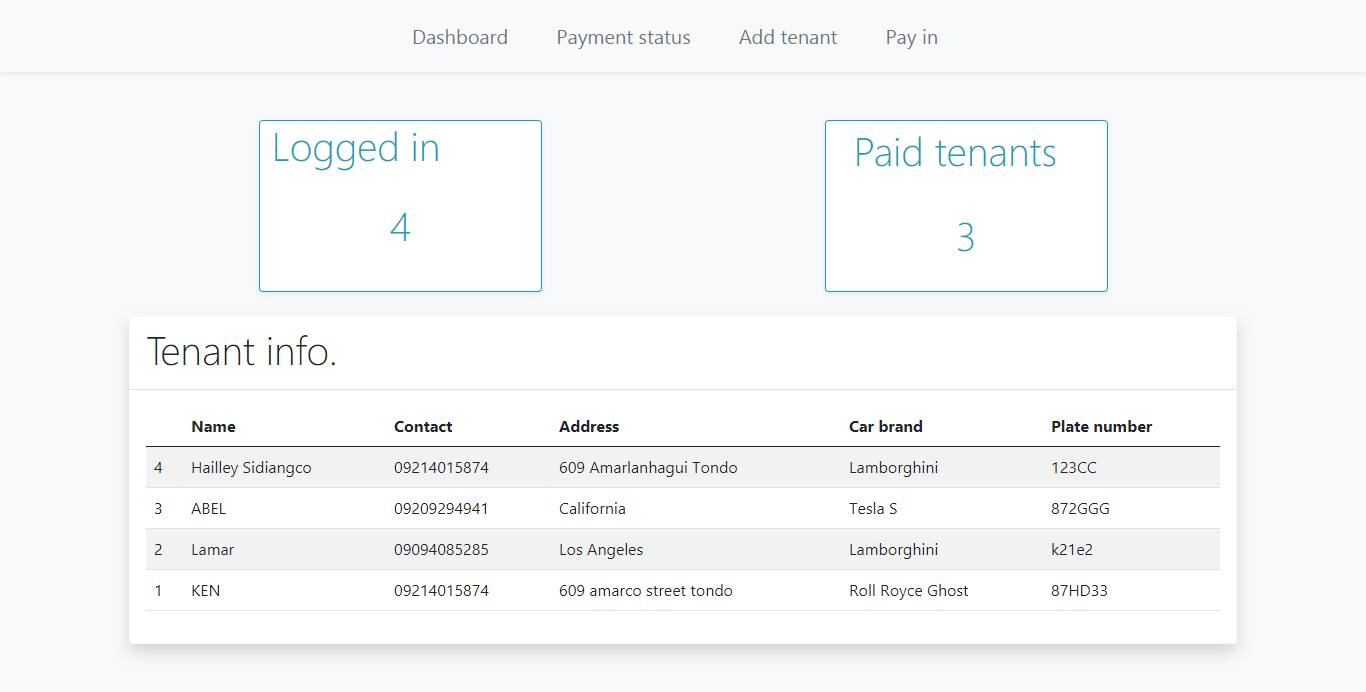 Dashboard Payment status Add tenant Pay in
Logged in
4
Paid tenants
3
Tenant info.
Name Contact Address Car brand Plate number
4 Hailley Sidiangco 09214015874 609 Amarlanhagui Tondo Lamborghini 123CC
3 ABEL 09209294941 California Tesla S 872GGG
2 Lamar 09094085285 Los Angeles Lamborghini k21e2
1 KEN 09214015874 609 amarco street tondo Roll Royce Ghost 87HD33